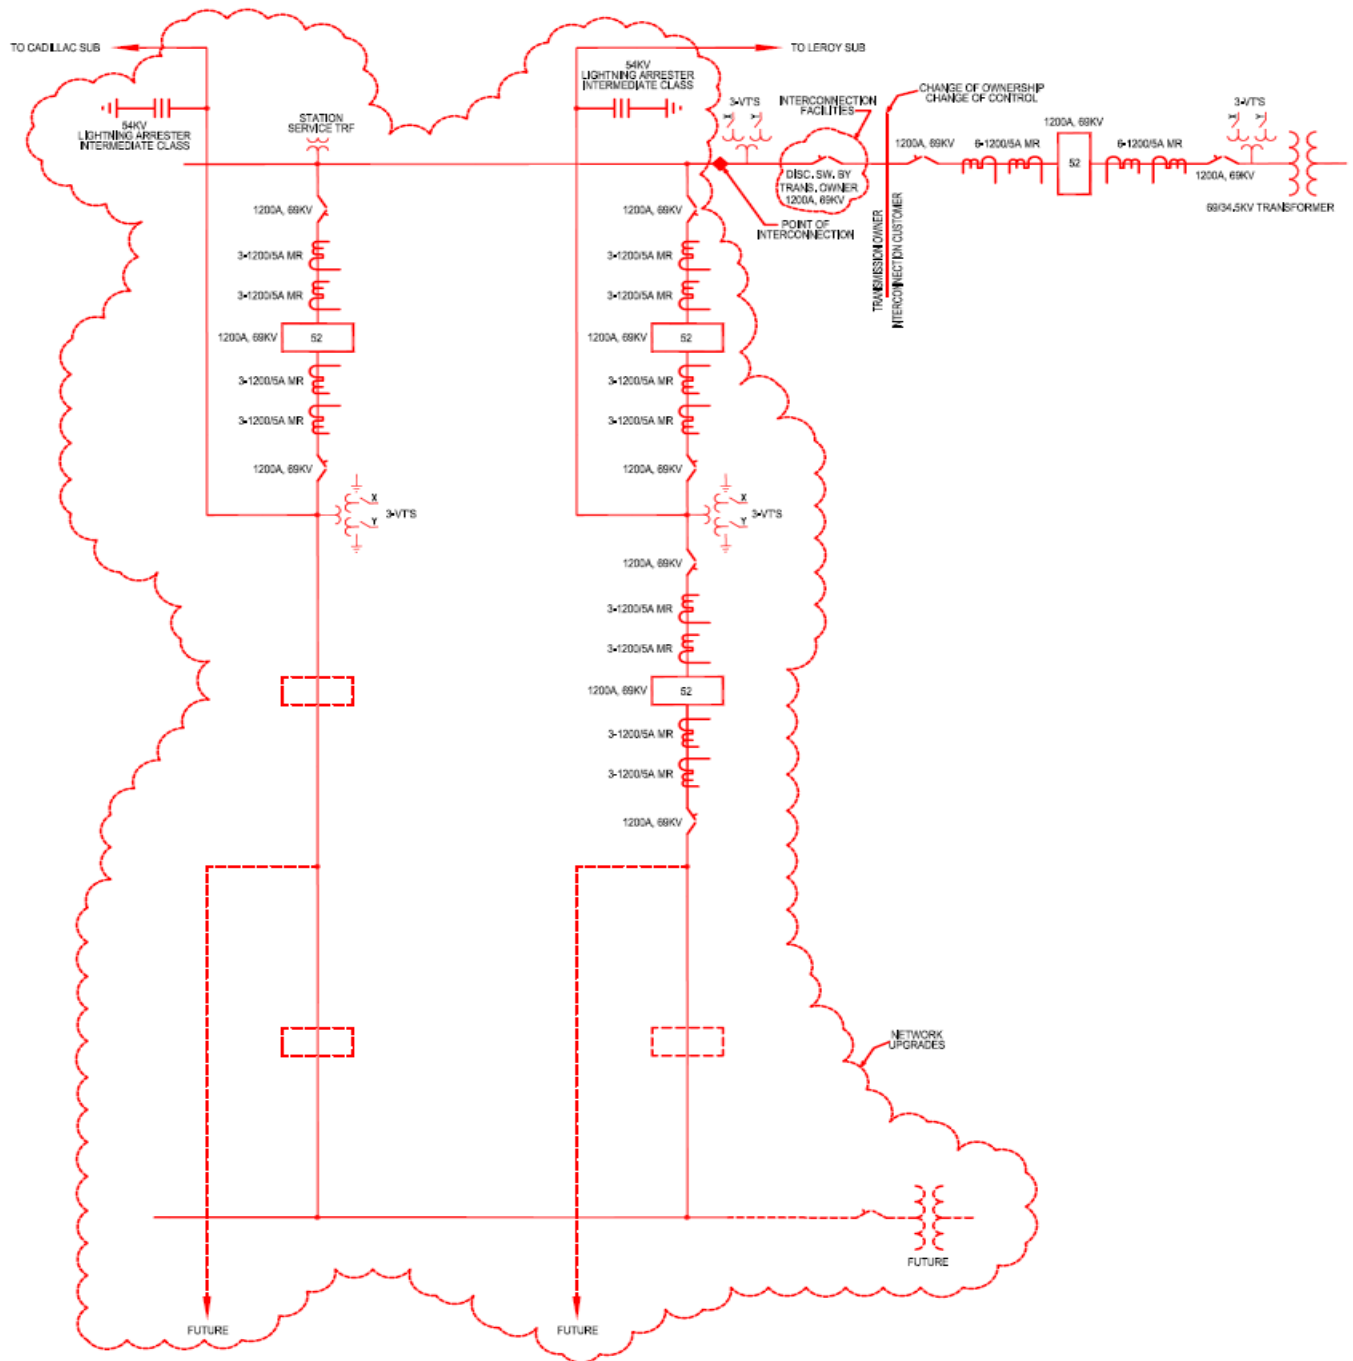 TO CADILLAC SUB
TO LEROY SUB
54KV
LIGHTNING ARRESTER
INTERMEDIATE CLASS
54KV
LIGHTNING ARRESTER
INTERMEDIATE CLASS
STATION
SERVICE TRF
3-VT'S
X
Y
INTERCONNECTION
FACILITIES
CHANGE OF OWNERSHIP
CHANGE OF CONTROL
3-VT'S
X
Y
1200A, 69KV
6-1200/5A MR
1200A, 69KV
52
6-1200/5A MR
1200A, 69KV
69/34.5KV TRANSFORMER
DISC. SW. BY
TRANS. OWNER
1200A, 69KV
POINT OF
INTERCONNECTION
TRANSMISSION OWNER
INTERCONNECTION CUSTOMER
1200A, 69KV
1200A, 69KV
3-1200/5A MR
3-1200/5A MR
3-1200/5A MR
3-1200/5A MR
1200A, 69KV
52
1200A, 69KV
52
3-1200/5A MR
3-1200/5A MR
3-1200/5A MR
3-1200/5A MR
1200A, 69KV
1200A, 69KV
X
Y
3-VT'S
X
Y
3-VT'S
1200A, 69KV
3-1200/5A MR
3-1200/5A MR
1200A, 69KV
52
3-1200/5A MR
3-1200/5A MR
1200A, 69KV
NETWORK
UPGRADES
FUTURE
FUTURE
FUTURE